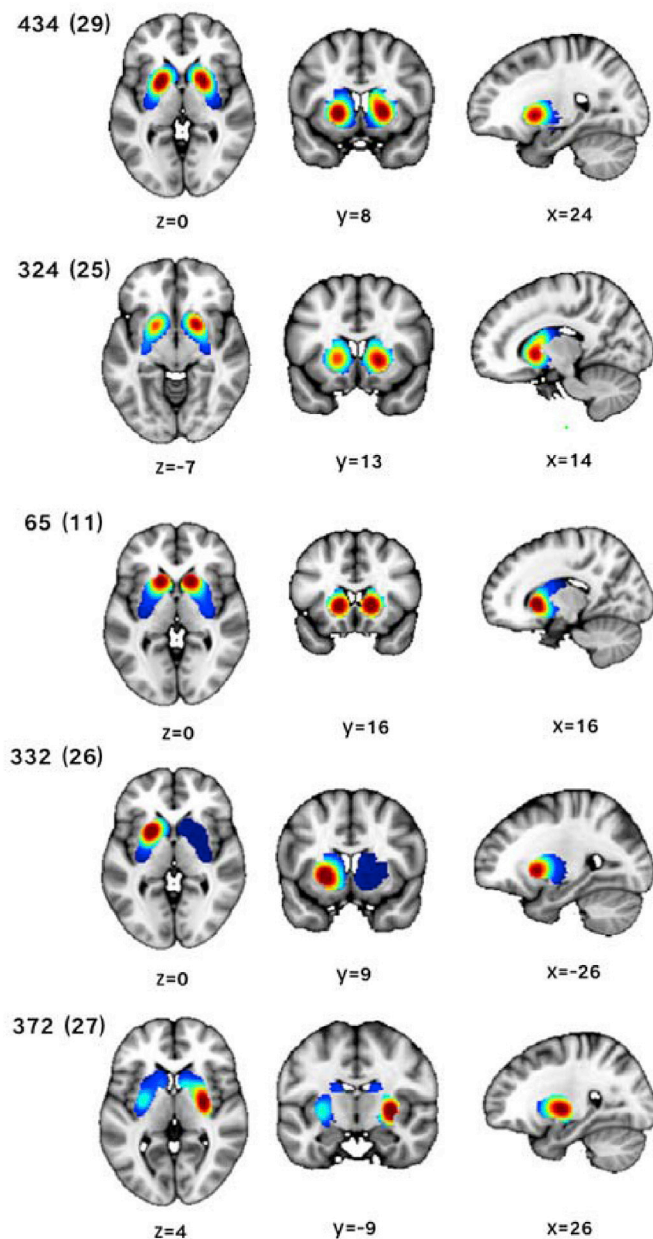 434 (29)
z=0 y=8 x=24
324 (25)
z=-7 y=13 x=14
65 (11)
z=0 y=16 x=16
332 (26)
z=0 y=9 x=-26
372 (27)
z=4 y=-9 x=26